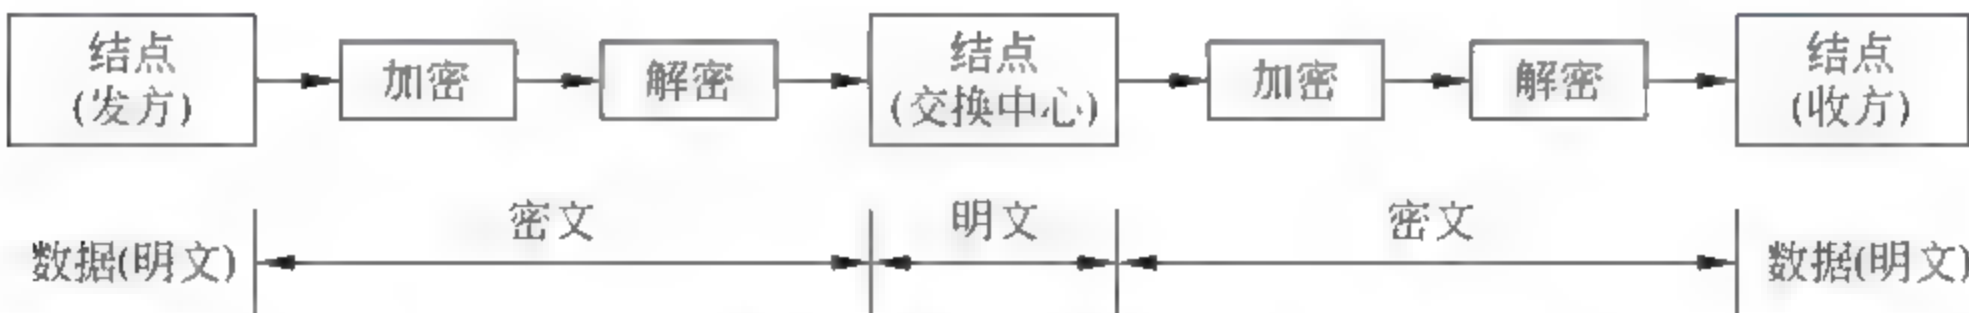 结点
(发方)
加密
解密
结点
(交换中心)
加密
解密
结点
(收方)
密文
明文
密文
数据(明文)
数据(明文)